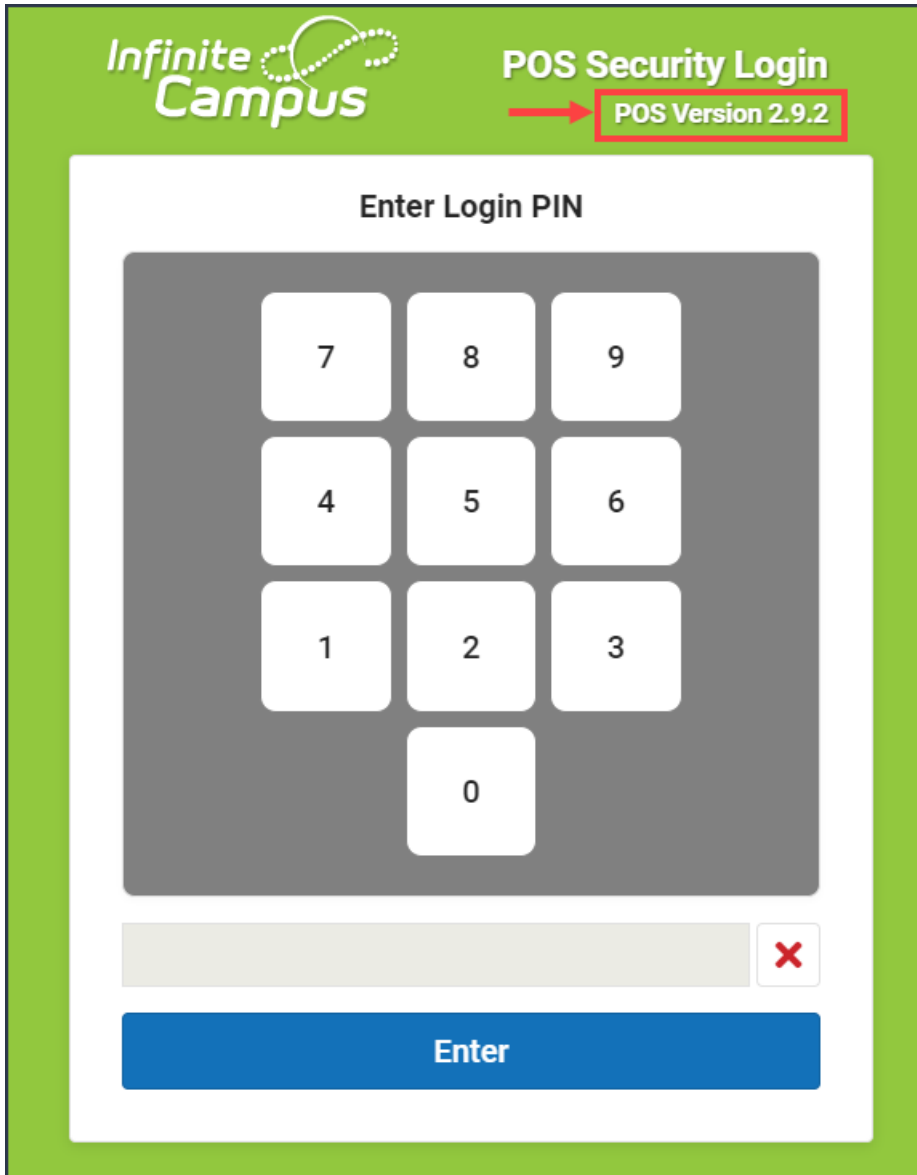 Infinite
Campus
POS Security Login
POS Version 2.9.2
Enter Login PIN
7 8 9
4 5 6
1 2 3
0
Enter